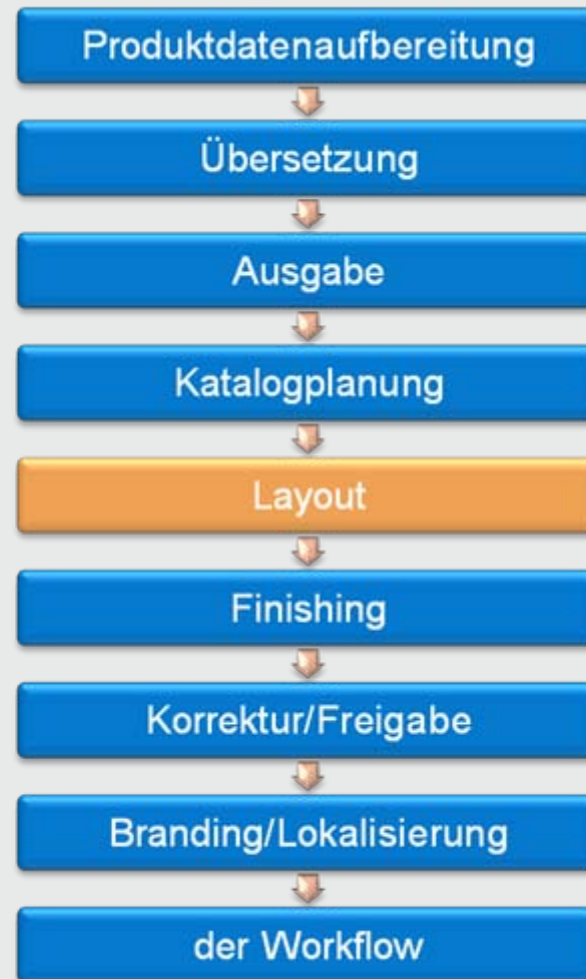 Produktdatenaufbereitung
Übersetzung
Ausgabe
Katalogplanung
Layout
Finishing
Korrektur/Freigabe
Branding/Lokalisierung
der Workflow